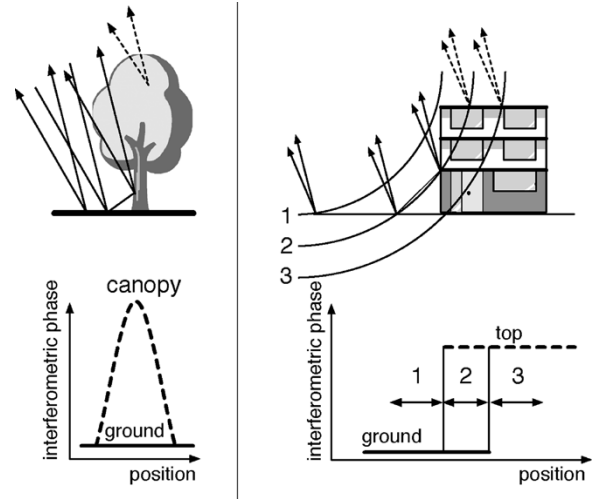 canopy
interferometric phase
ground
position
1
2
3
interferometric phase
top
1 2 3
ground
position